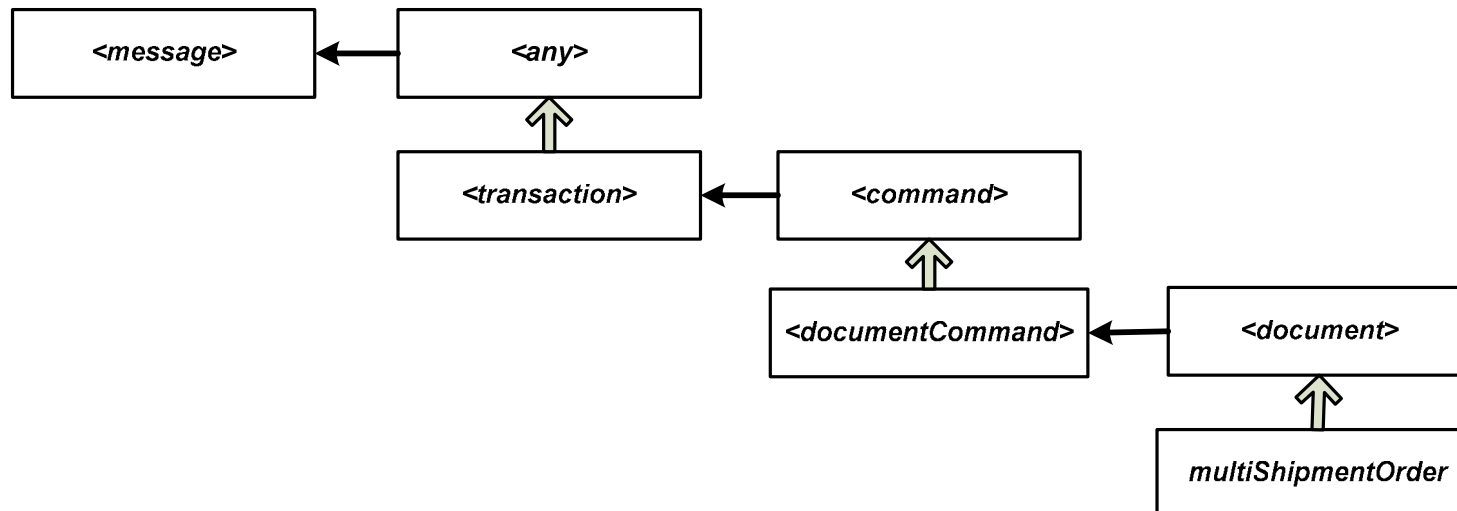 <message>
<any>
<transaction>
<command>
<documentCommand>
<document>
multiShipmentOrder